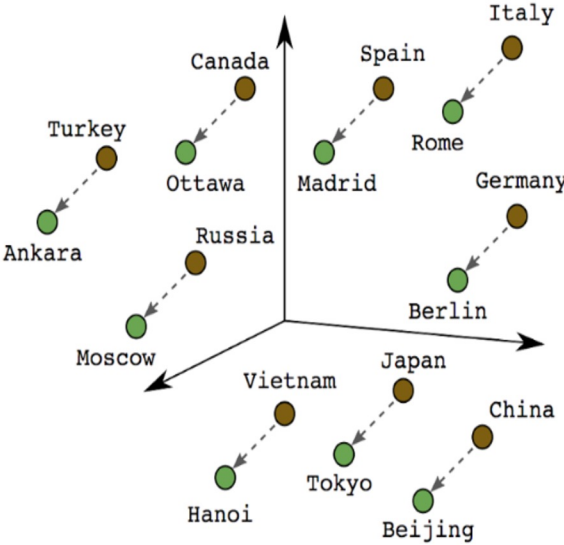 Italy
Canada
Spain
Turkey
Rome
Ottawa
Madrid
Germany
Ankara
Russia
Berlin
Moscow
Japan
Vietnam
China
Tokyo
Hanoi
Beijing